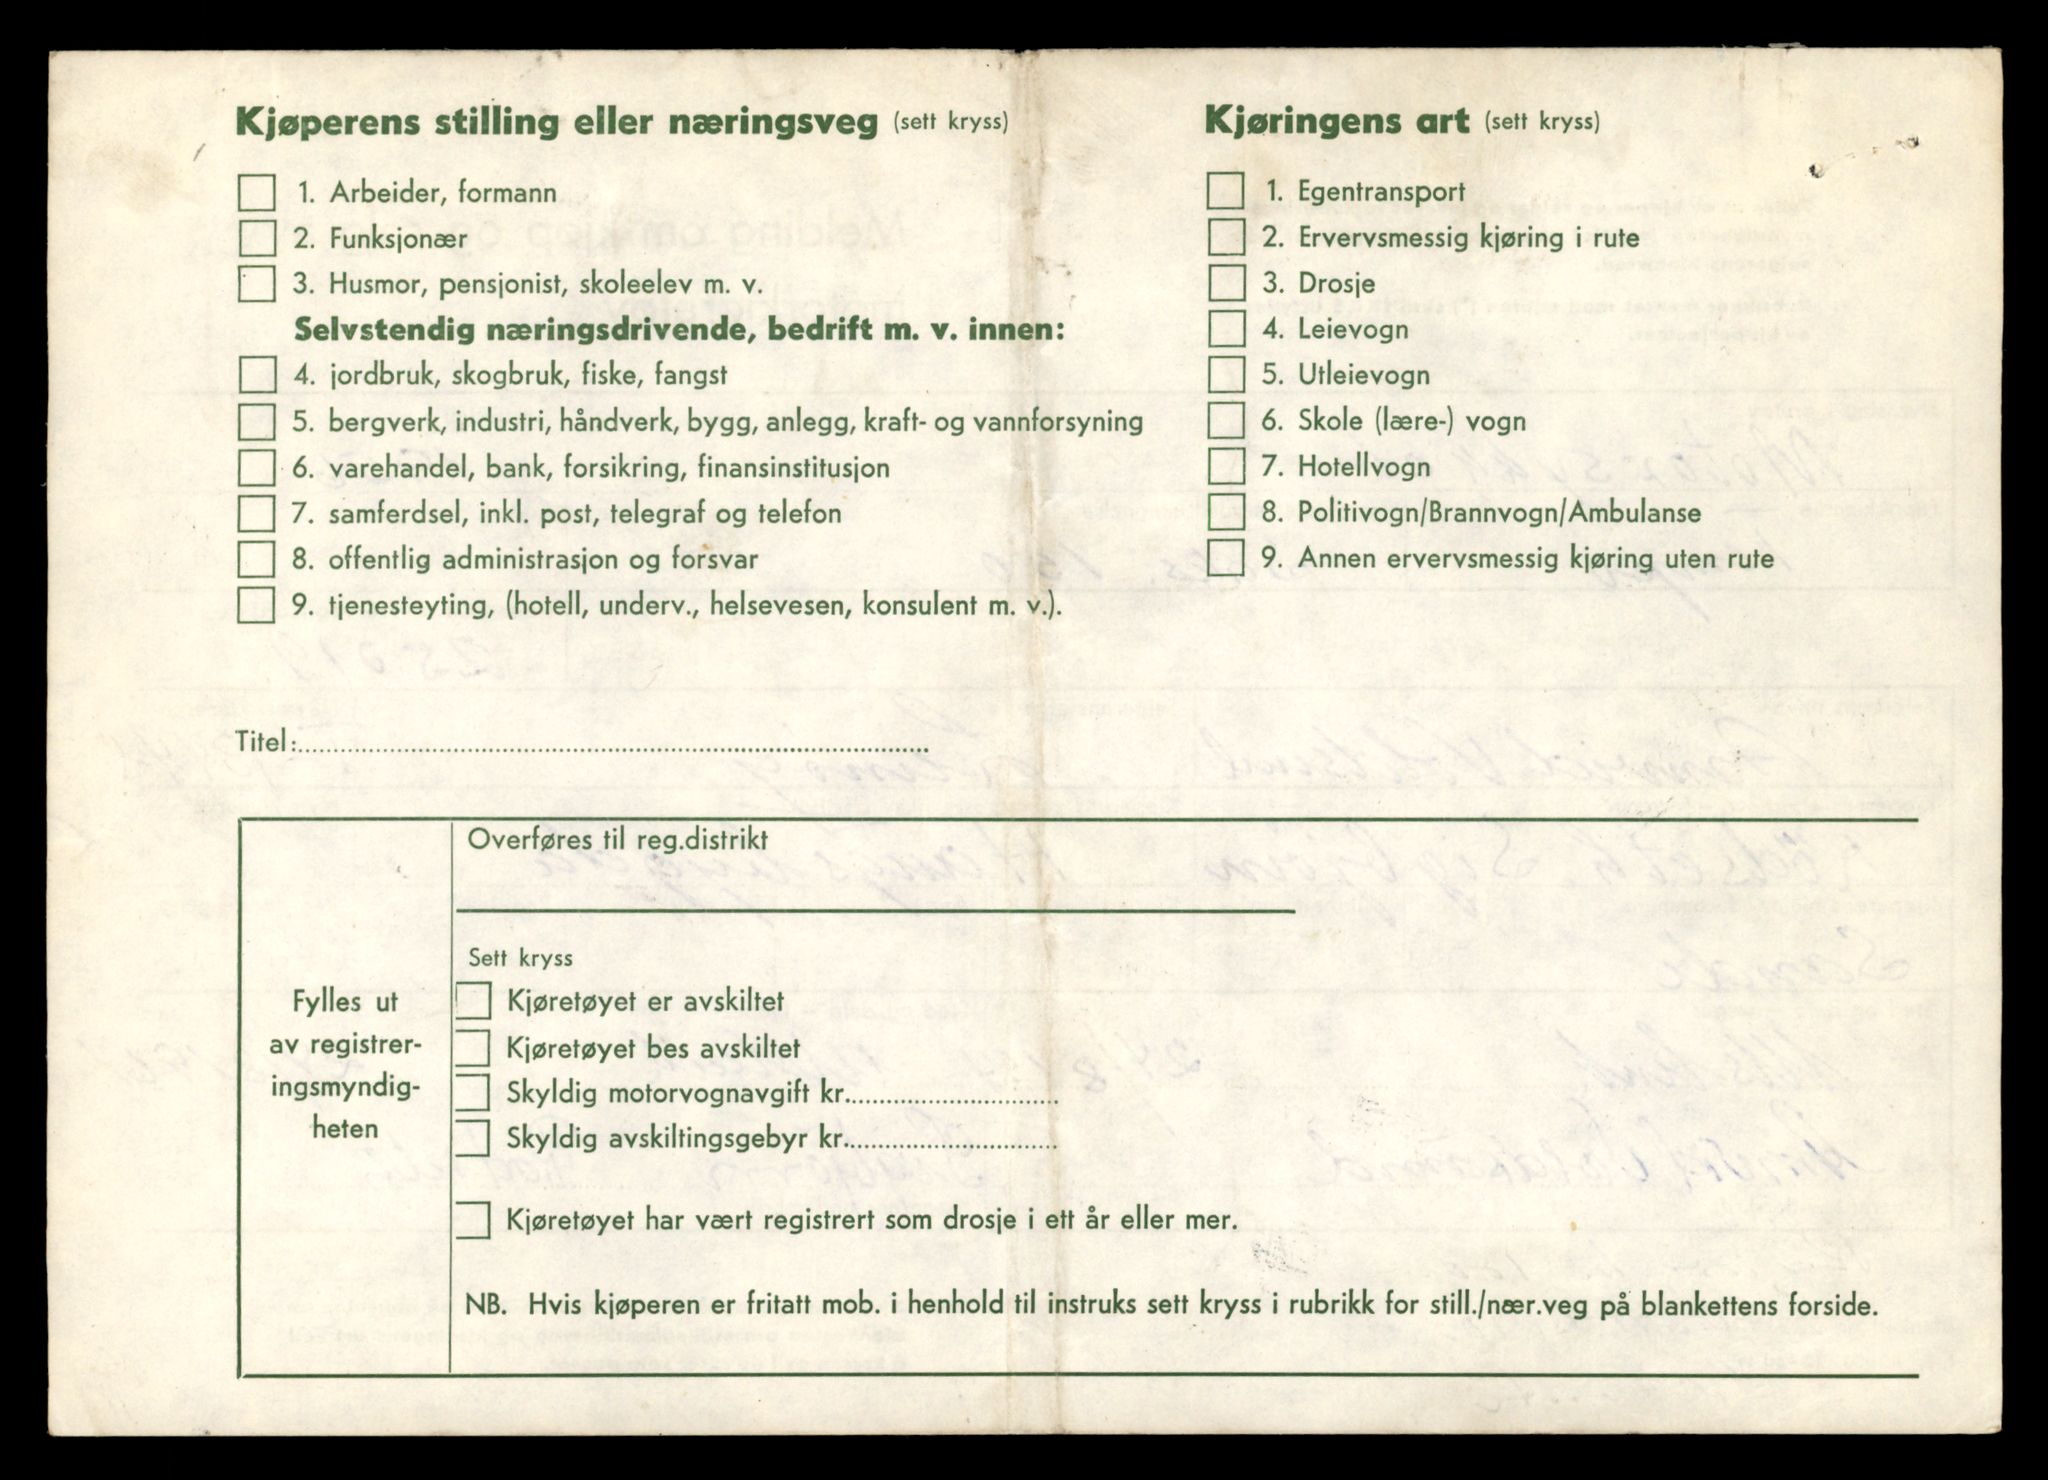 Kjøperens stilling eller næringsveg (sett kryss)
1. Arbeider, formann
2. Funksjonær
3. Husmor, pensjonist, skoleelev m. v.
Selvstendig næringsdrivende, bedrift m. v. innen:
4. jordbruk, skogbruk, fiske, fangst
5. bergverk, industri, håndverk, bygg, anlegg, kraft- og vannforsyning
6. varehandel, bank, forsikring, finansinstitusjon
7. samferdsel, inkl. post, telegraf og telefon
8. offentlig administrasjon og forsvar
9. tjenesteyting, (hotell, underv., helsevesen, konsulent m. v.).
Titel:
Kjøringens art (sett kryss)
1. Egentransport
2. Ervervsmessig kjøring i rute
3. Drosje
4. Leievogn
5. Utleievogn
6. Skole (lære-) vogn
7. Hotellvogn
8. Politivogn/Brannvogn/Ambulanse
9. Annen ervervsmessig kjøring uten rute
Fylles ut
av registrer-
ingsmyndig-
heten
Overføres til reg.distrikt
Sett kryss
Kjøretøyet er avskiltet
Kjøretøyet bes avskiltet
Skyldig motorvognavgift kr.
Skyldig avskiltingsgebyr kr.
Kjøretøyet har vært registrert som drosje i ett år eller mer.
NB. Hvis kjøperen er fritatt mob. i henhold til instruks sett kryss i rubrikk for still./nær.veg på blankettens forside.